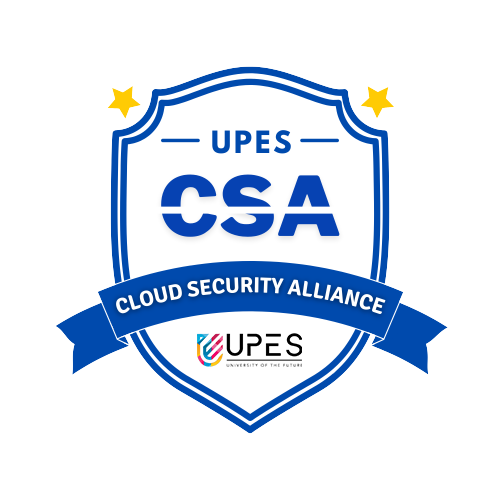 UPES
CSA
CLOUD SECURITY ALLIANCE
UPES
UNIVERSITY OF THE FUTURE